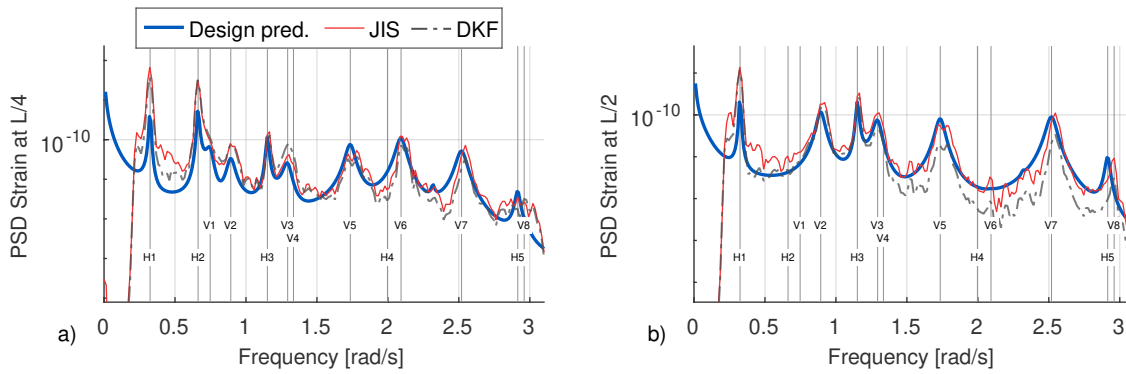 Design pred. JIS DKF
PSD Strain at L/4
10^-10
V1 V2 V3 V5 V6 V7 V8
V4
H1 H2 H3 H4 H5
0 0.5 1 1.5 2 2.5 3
a)
Frequency [rad/s]
PSD Strain at L/2
10^-10
V1 V2 V3 V5 V6 V7 V8
V4
H1 H2 H3 H4 H5
0 0.5 1 1.5 2 2.5 3
b)
Frequency [rad/s]